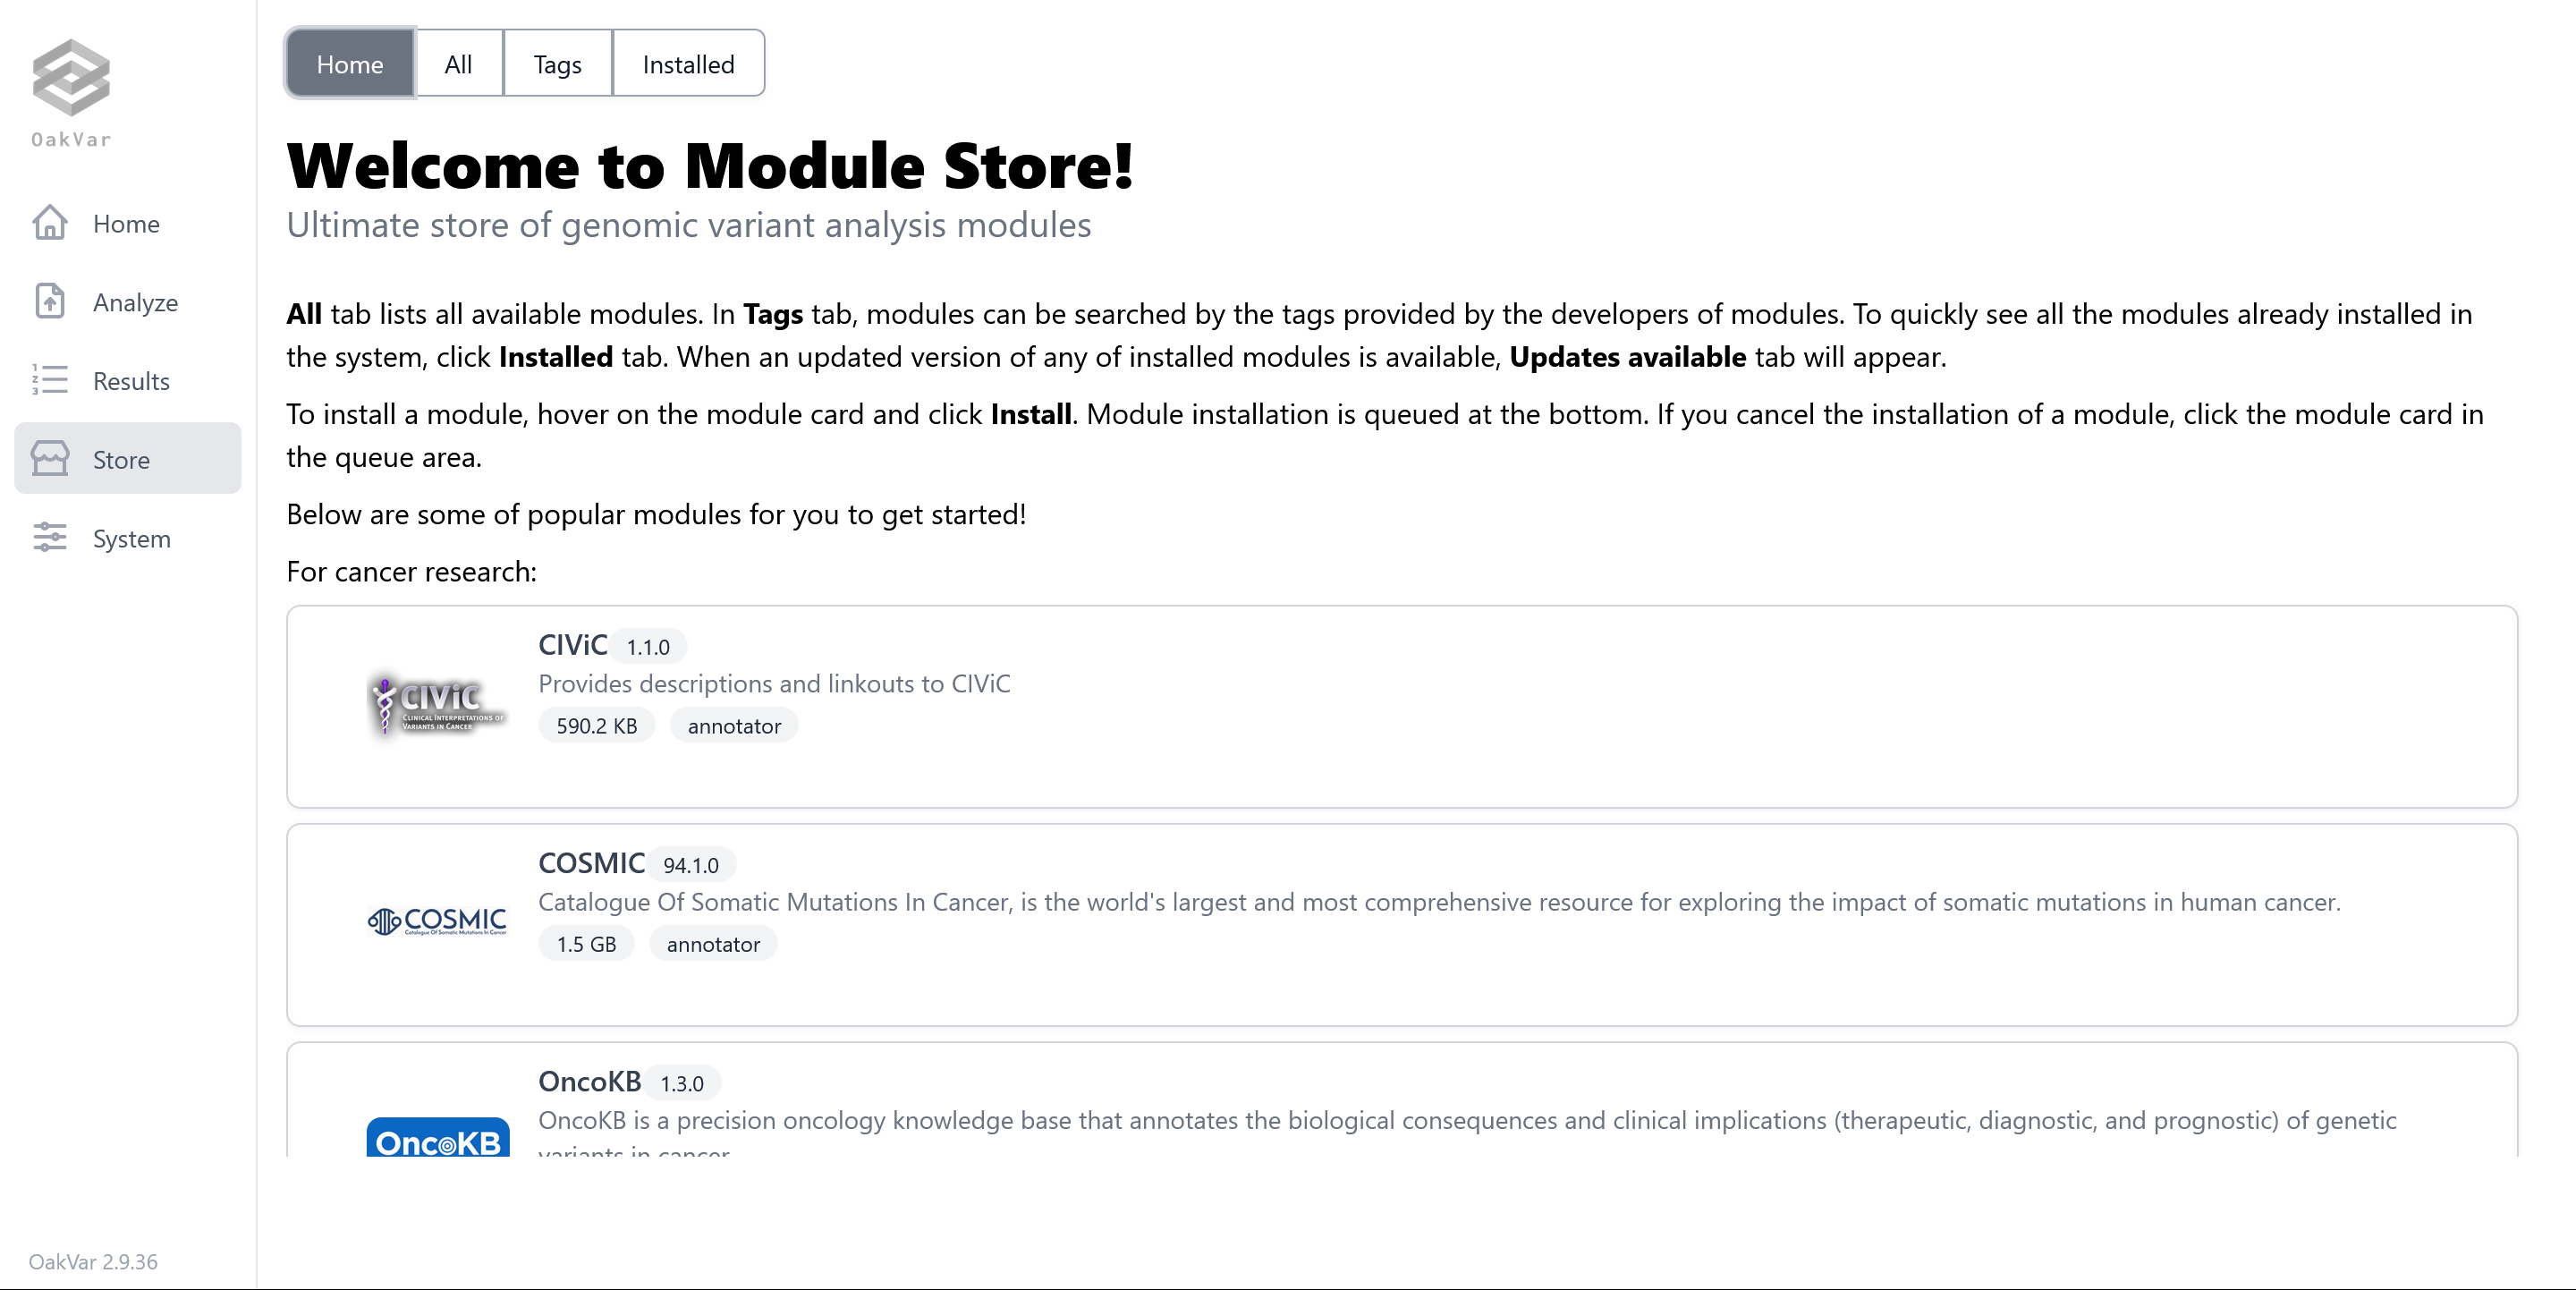 OakVar
Home
Analyze
Results
Store
System
OakVar 2.9.36
Home All Tags Installed
Welcome to Module Store!
Ultimate store of genomic variant analysis modules
All tab lists all available modules. In Tags tab, modules can be searched by the tags provided by the developers of modules. To quickly see all the modules already installed in
the system, click Installed tab. When an updated version of any of installed modules is available, Updates available tab will appear.
To install a module, hover on the module card and click Install. Module installation is queued at the bottom. If you cancel the installation of a module, click the module card in
the queue area.
Below are some of popular modules for you to get started!
For cancer research:
CIViC
CLINICAL INTERPRETATIONS OF
VARIANTS IN CANCER
CIViC 1.1.0
Provides descriptions and linkouts to CIViC
590.2 KB annotator
COSMIC
Catalogue Of Somatic Mutations In Cancer
COSMIC 94.1.0
Catalogue Of Somatic Mutations In Cancer, is the world's largest and most comprehensive resource for exploring the impact of somatic mutations in human cancer.
1.5 GB annotator
OncoKB
OncoKB 1.3.0
OncoKB is a precision oncology knowledge base that annotates the biological consequences and clinical implications (therapeutic, diagnostic, and prognostic) of genetic
variants in cancer